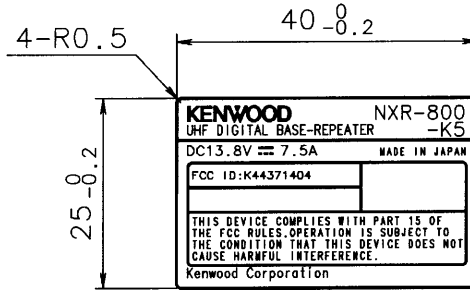 40 -0 -0.2
4-R0.5
25 -0 -0.2
KENWOOD NXR-800
UHF DIGITAL BASE-REPEATER -K5
DC13.8V ⎓ 7.5A MADE IN JAPAN
FCC ID:K44371404
THIS DEVICE COMPLIES WITH PART 15 OF
THE FCC RULES.OPERATION IS SUBJECT TO
THE CONDITION THAT THIS DEVICE DOES NOT
CAUSE HARMFUL INTERFERENCE.
Kenwood Corporation